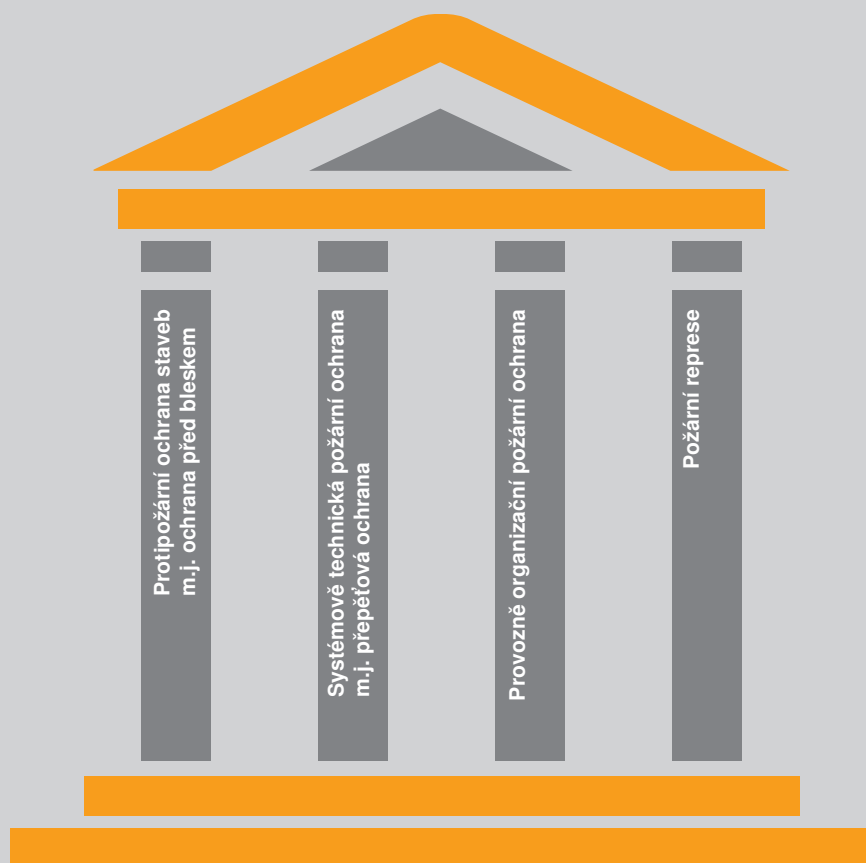 Protipožární ochrana staveb
m.j. ochrana před bleskem
Systémově technická požární ochrana
m.j. přepěťová ochrana
Provozně organizační požární ochrana
Požární represe